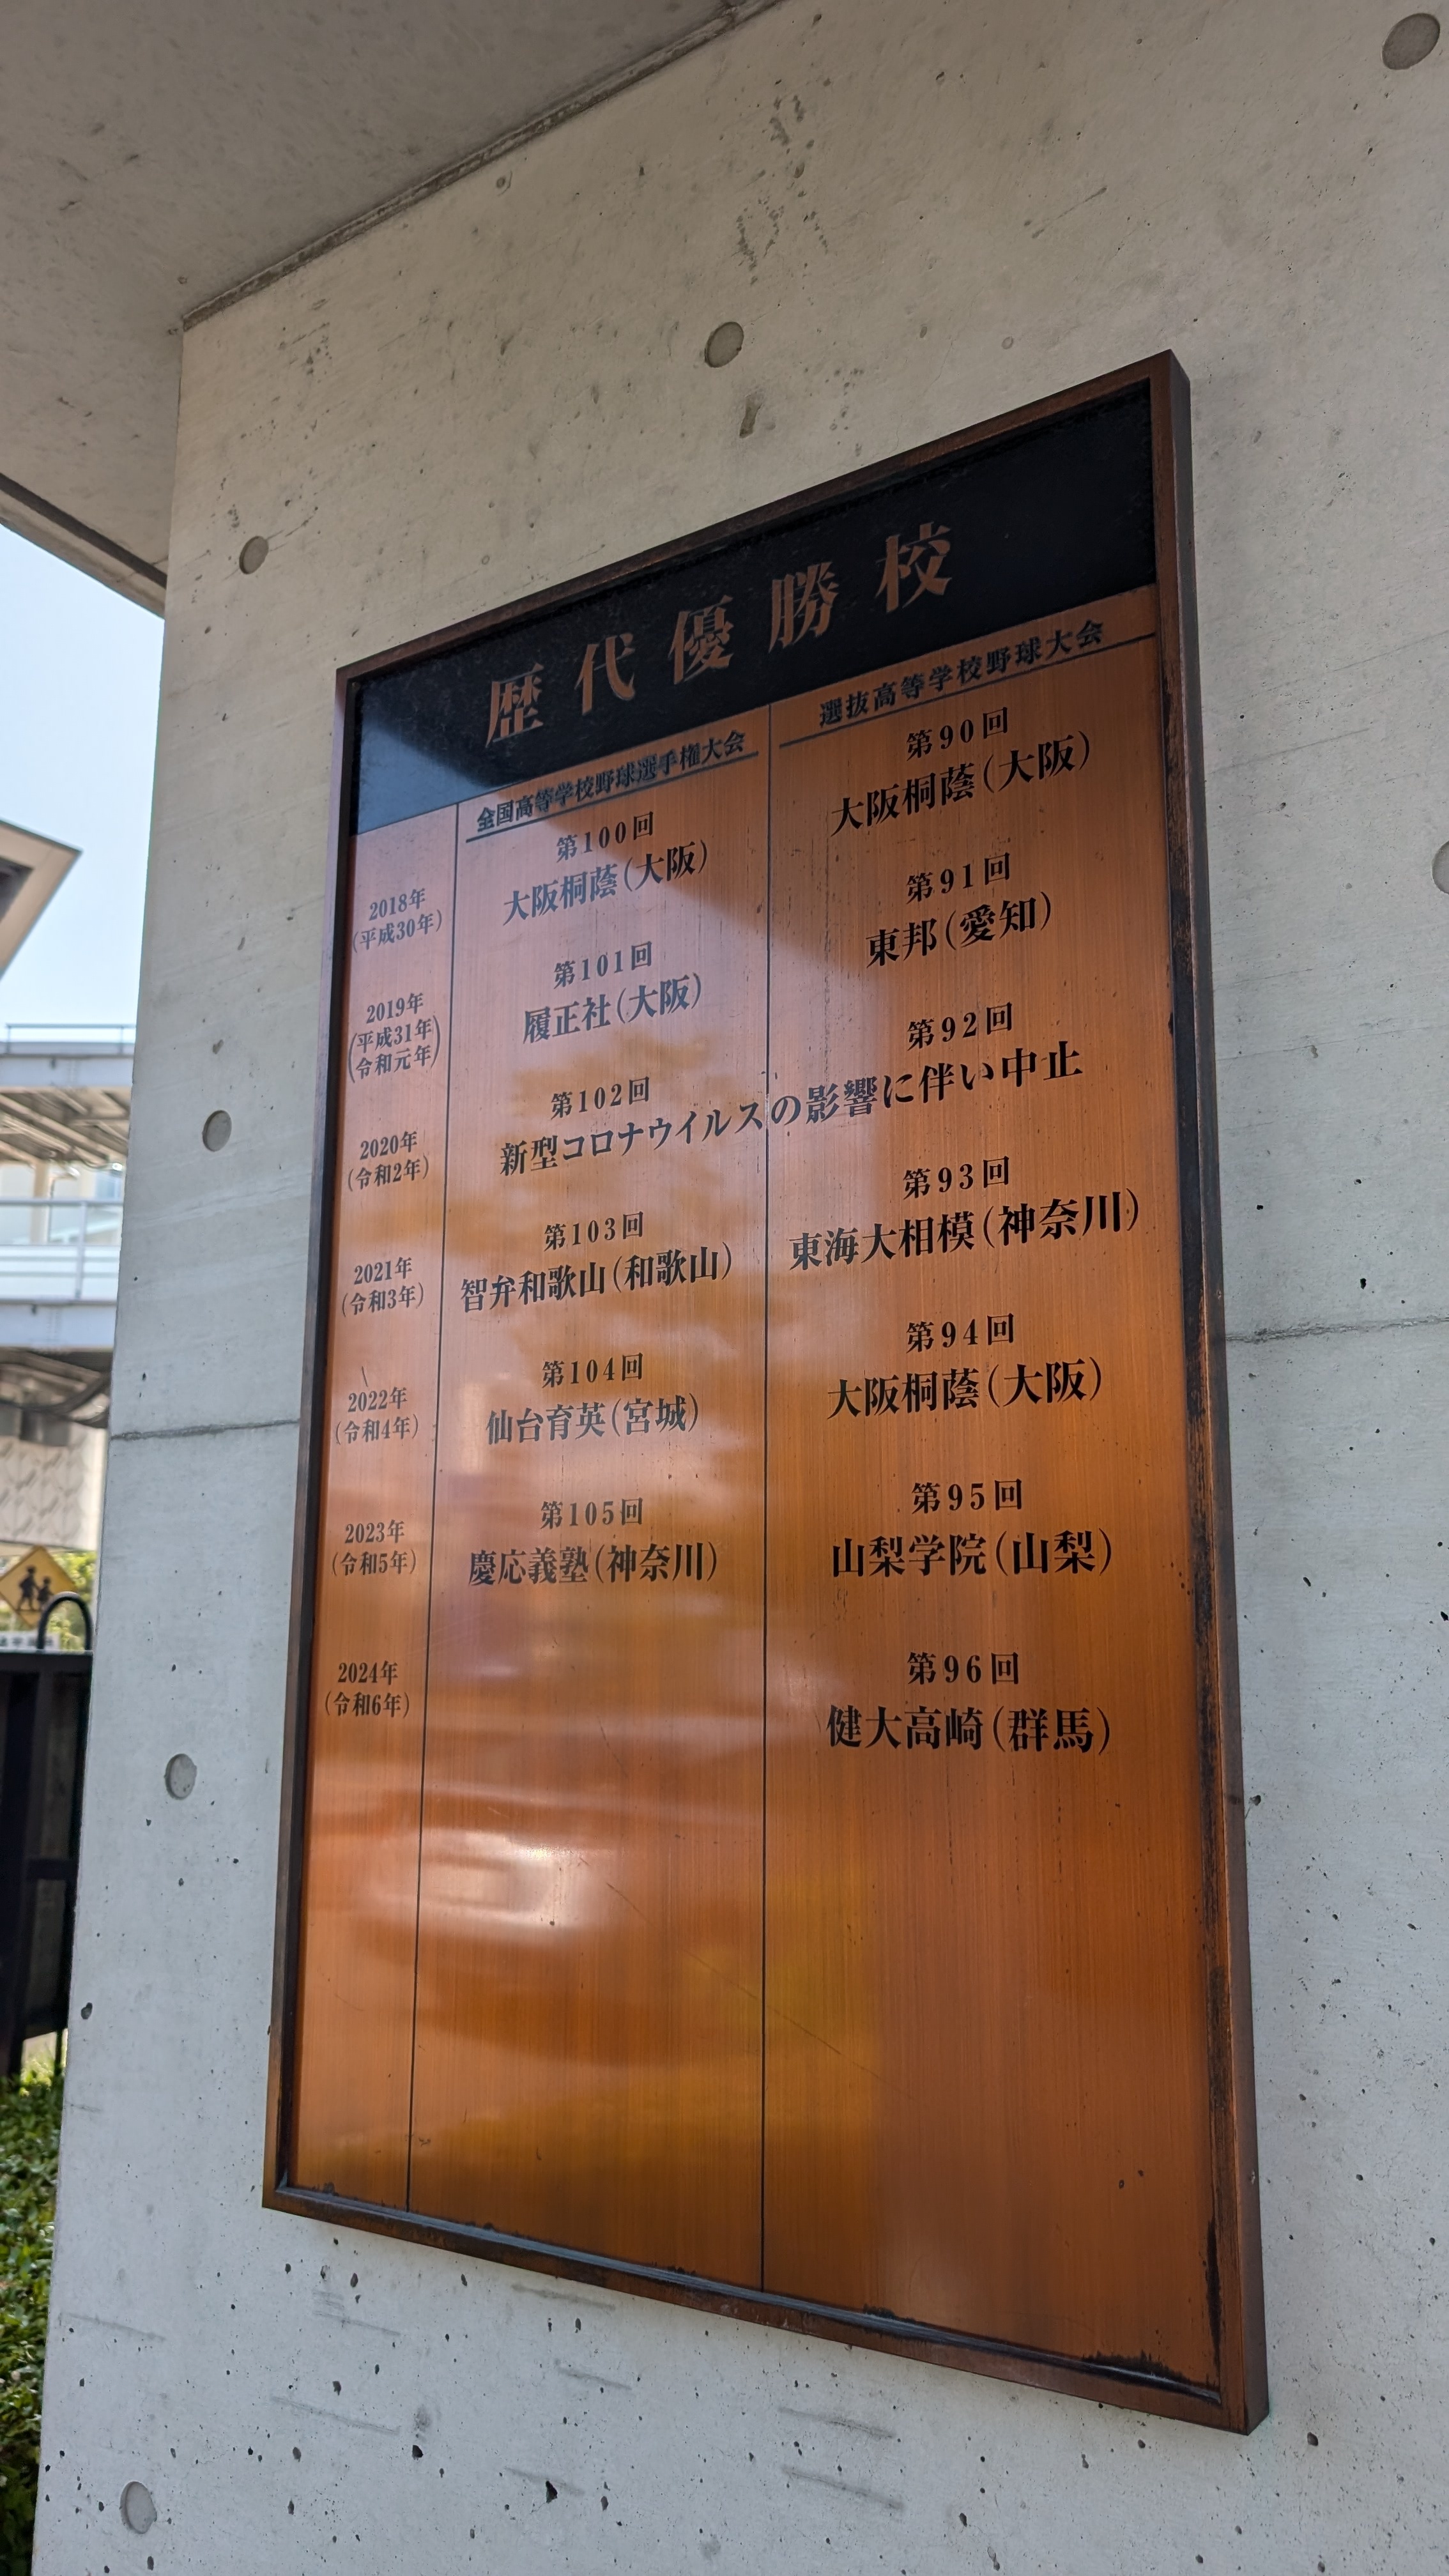 歴代優勝校
全国高等学校野球選手権大会
選抜高等学校野球大会
2018年
(平成30年)
第100回
大阪桐蔭(大阪)
第90回
大阪桐蔭(大阪)
2019年
(平成31年
令和元年)
第101回
履正社(大阪)
第91回
東邦(愛知)
2020年
(令和2年)
第102回
第92回
新型コロナウイルスの影響に伴い中止
2021年
(令和3年)
第103回
智弁和歌山(和歌山)
第93回
東海大相模(神奈川)
2022年
(令和4年)
第104回
仙台育英(宮城)
第94回
大阪桐蔭(大阪)
2023年
(令和5年)
第105回
慶応義塾(神奈川)
第95回
山梨学院(山梨)
2024年
(令和6年)
第96回
健大高崎(群馬)